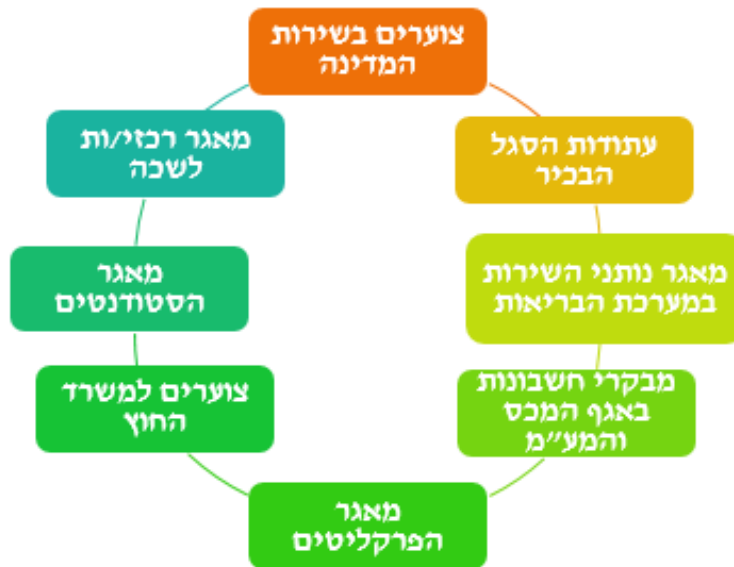 צוערים בשירות
המדינה
עתודות הסגל
הבכיר
מאגר נותני השירות
במערכת הבריאות
מבקרי חשבונות
באגף המכס
והמע"מ
מאגר
הפרקליטים
צוערים למשרד
החוץ
מאגר
הסטודנטים
מאגר רכזי/ות
לשכה